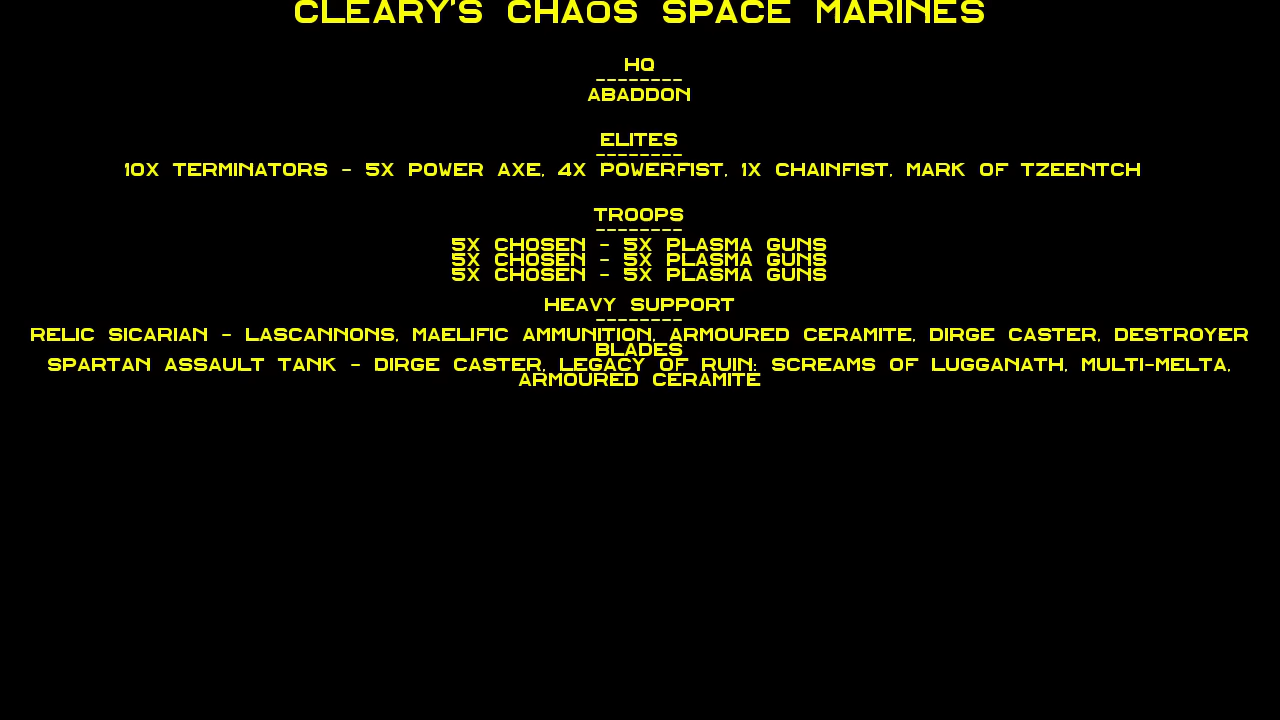 CLEARY'S CHAOS SPACE MARINES
HQ
--------
ABADDON
ELITES
--------
10X TERMINATORS - 5X POWER AXE, 4X POWERFIST, 1X CHAINFIST, MARK OF TZEENTCH
TROOPS
--------
5X CHOSEN - 5X PLASMA GUNS
5X CHOSEN - 5X PLASMA GUNS
5X CHOSEN - 5X PLASMA GUNS
HEAVY SUPPORT
--------
RELIC SICARIAN - LASCANNONS, MAELIFIC AMMUNITION, ARMOURED CERAMITE, DIRGE CASTER, DESTROYER
BLADES
SPARTAN ASSAULT TANK - DIRGE CASTER, LEGACY OF RUIN: SCREAMS OF LUGGANATH, MULTI-MELTA,
ARMOURED CERAMITE